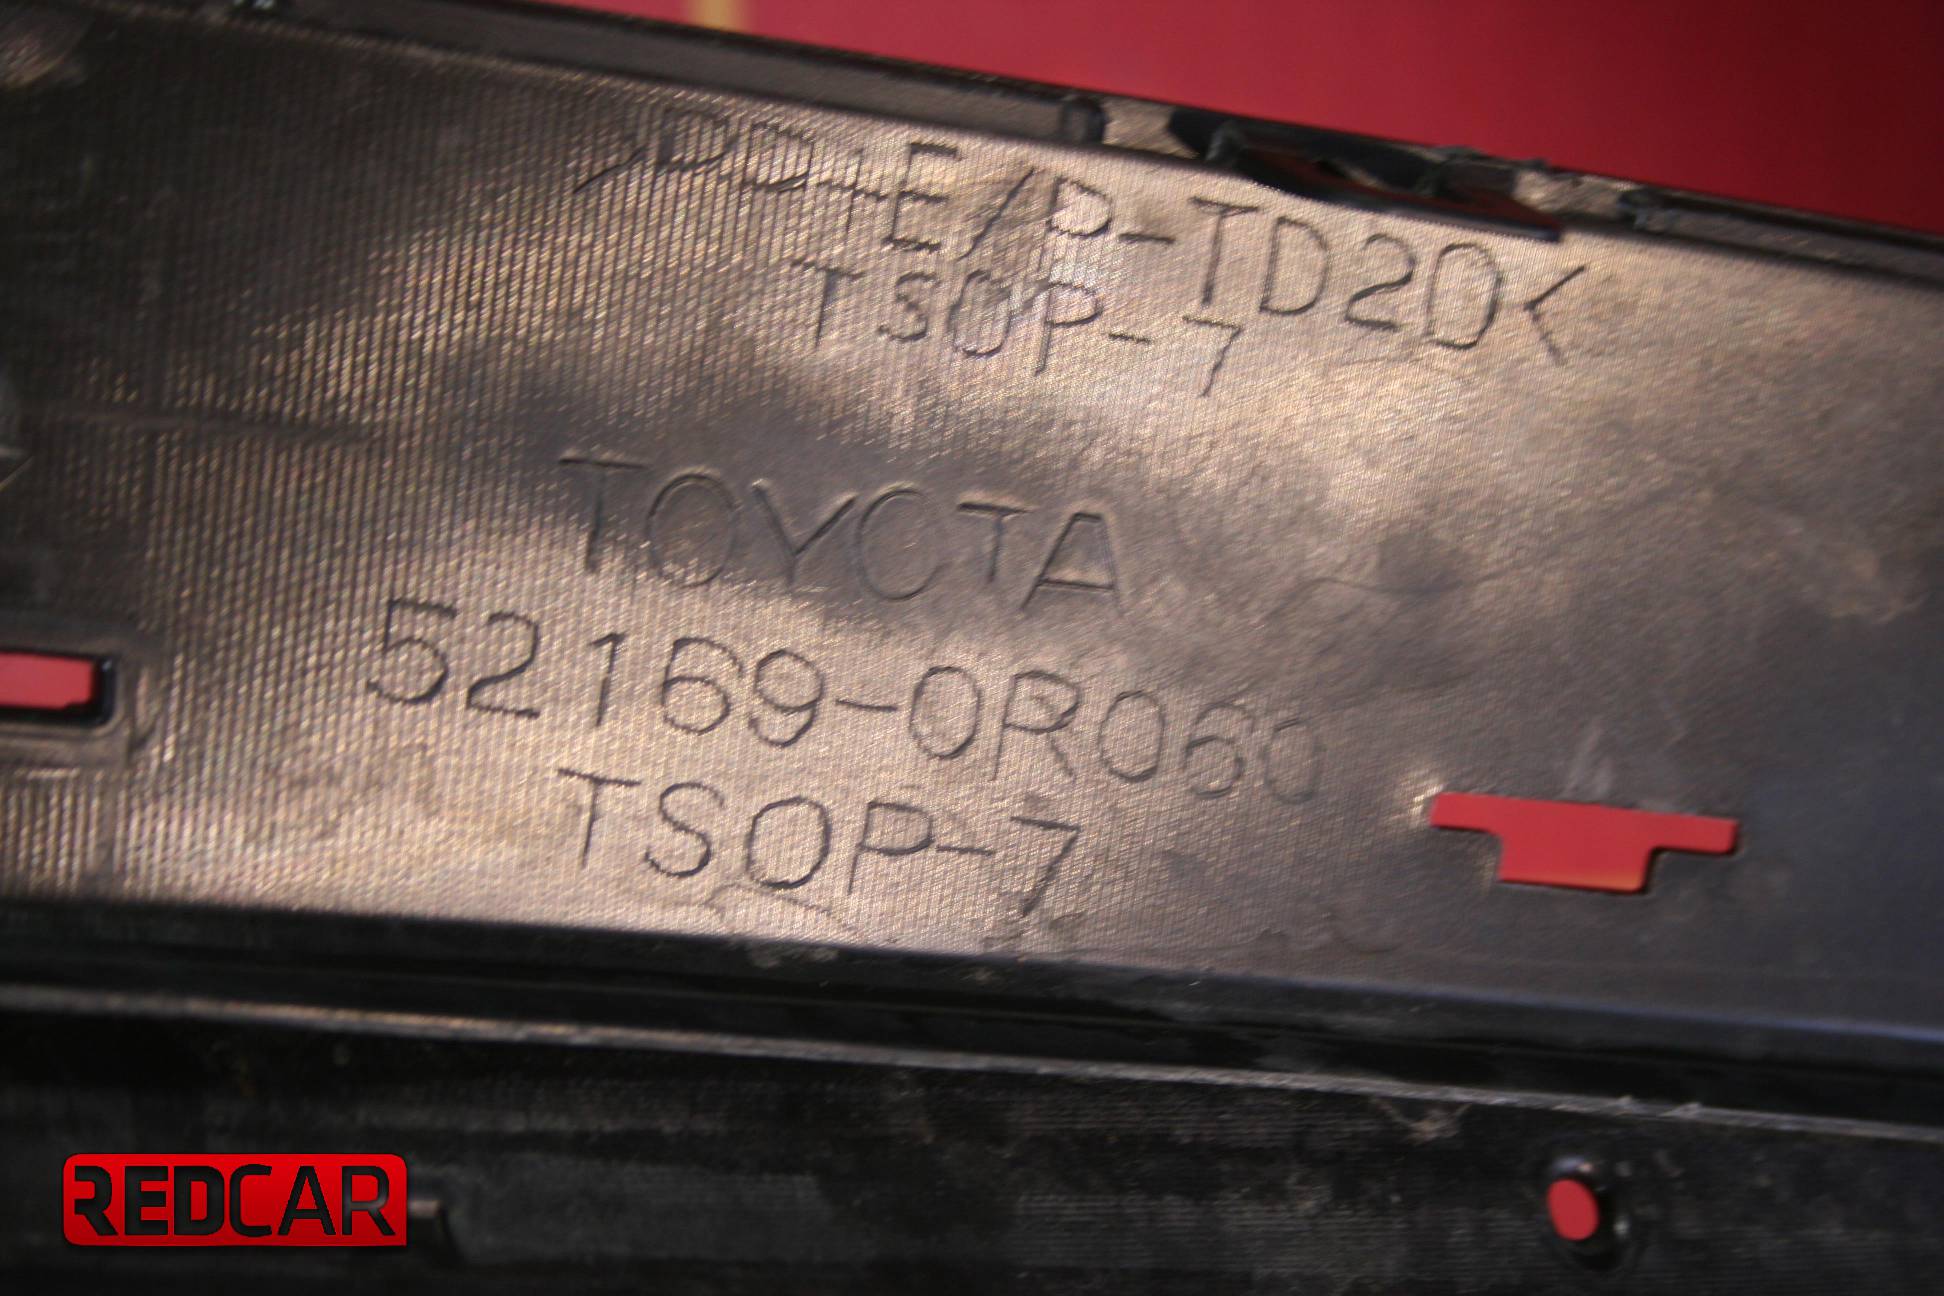 >PP+E/P-TD20<
TSOP-7
TOYOTA
52169-0R060
TSOP-7
REDCAR